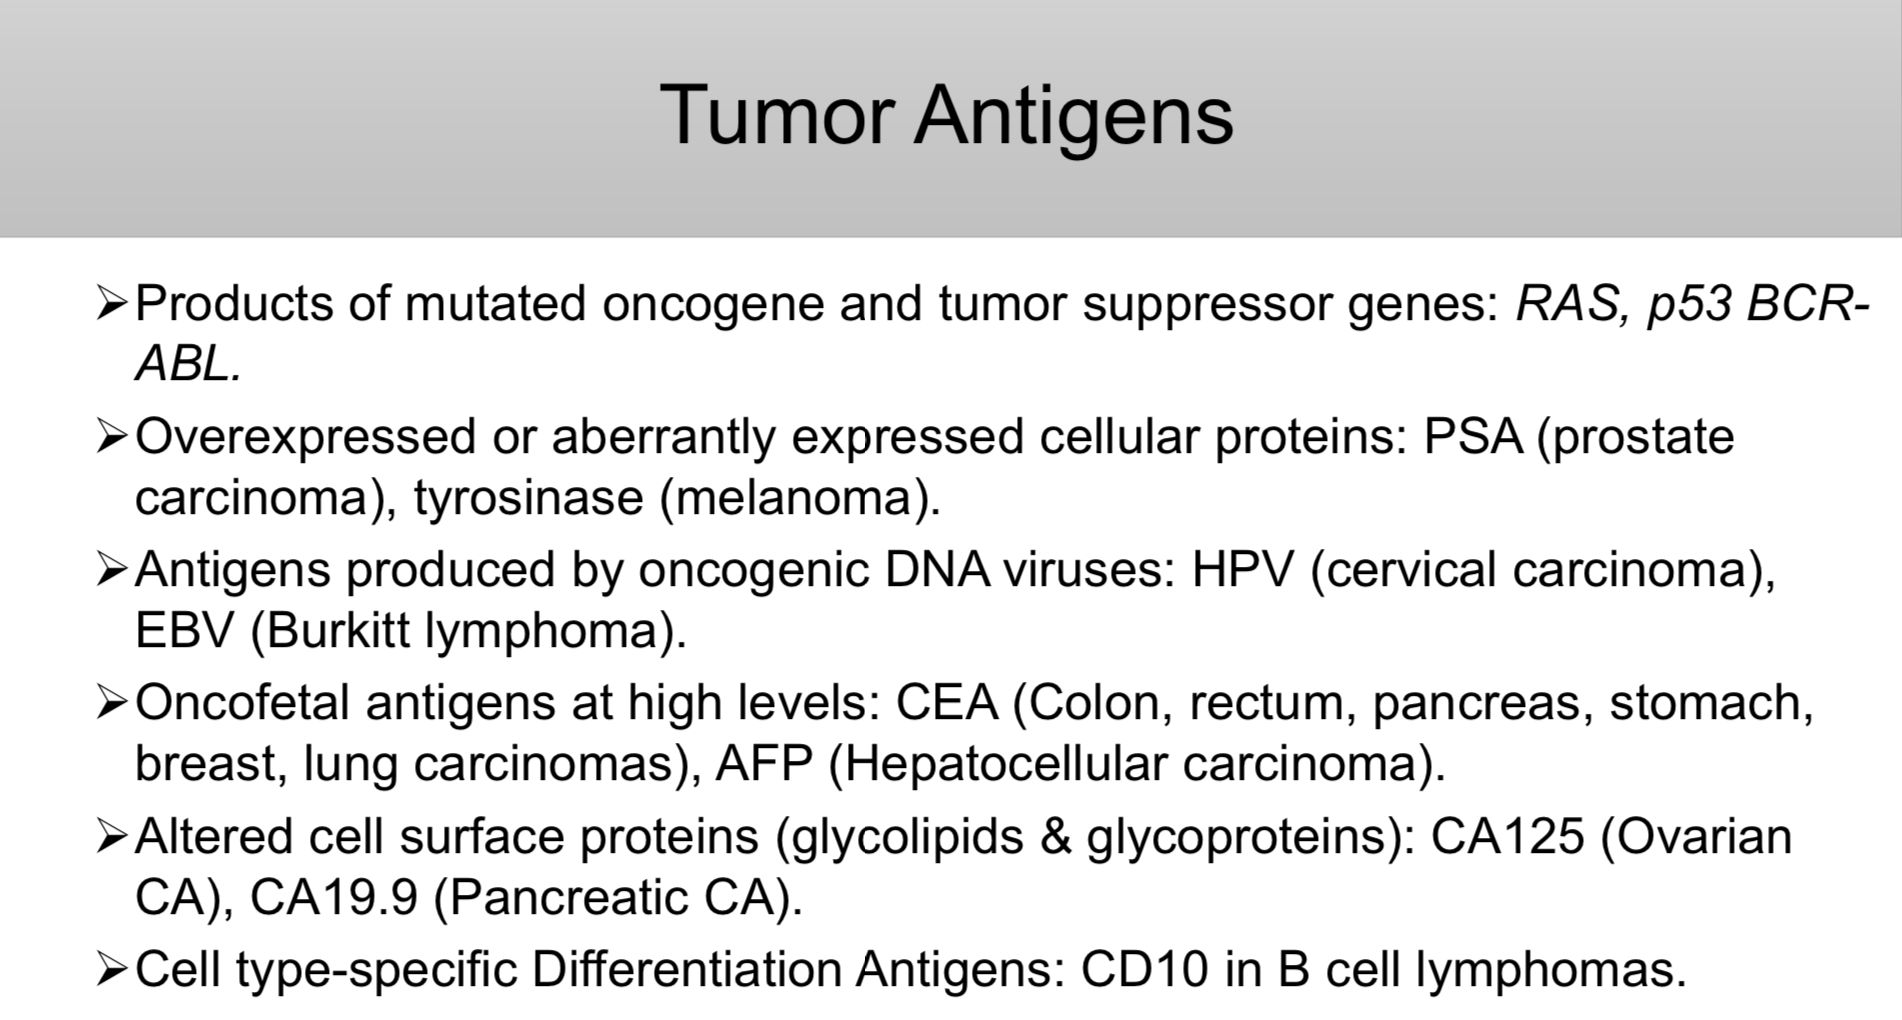 Tumor Antigens
➢Products of mutated oncogene and tumor suppressor genes: RAS, p53 BCR-
ABL.
➢Overexpressed or aberrantly expressed cellular proteins: PSA (prostate
carcinoma), tyrosinase (melanoma).
➢Antigens produced by oncogenic DNA viruses: HPV (cervical carcinoma),
EBV (Burkitt lymphoma).
➢Oncofetal antigens at high levels: CEA (Colon, rectum, pancreas, stomach,
breast, lung carcinomas), AFP (Hepatocellular carcinoma).
➢Altered cell surface proteins (glycolipids & glycoproteins): CA125 (Ovarian
CA), CA19.9 (Pancreatic CA).
➢Cell type-specific Differentiation Antigens: CD10 in B cell lymphomas.